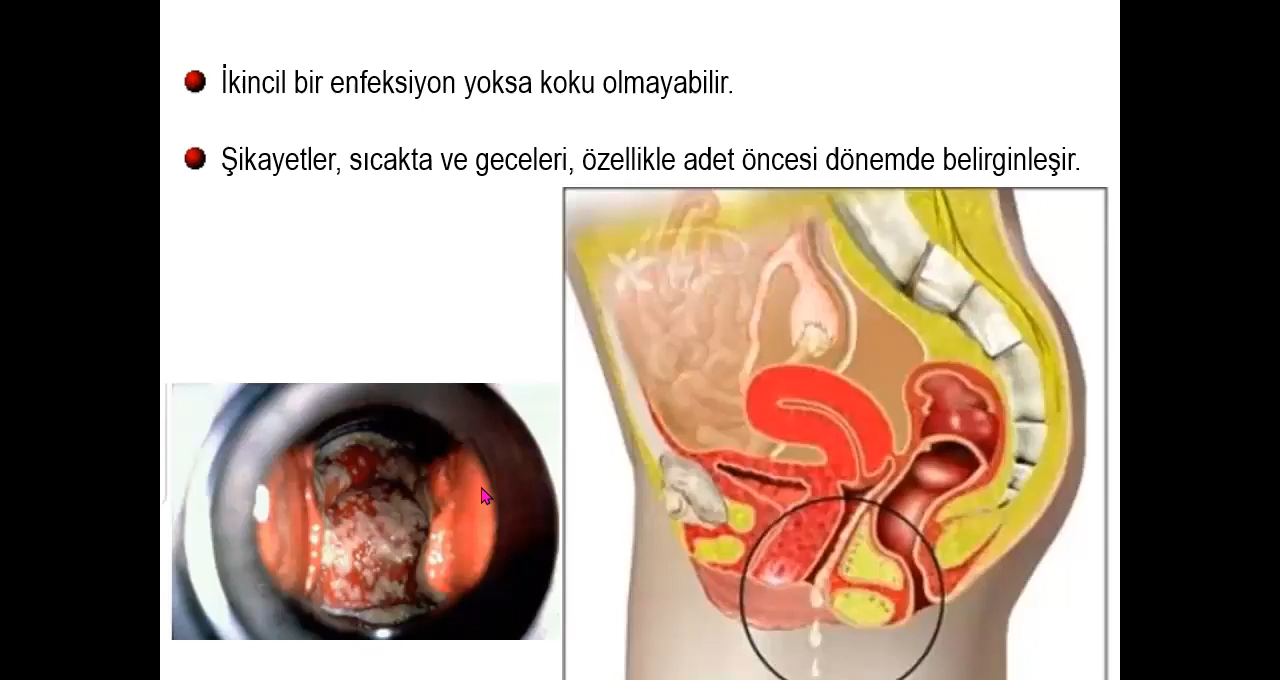 İkincil bir enfeksiyon yoksa koku olmayabilir.
Şikayetler, sıcakta ve geceleri, özellikle adet öncesi dönemde belirginleşir.